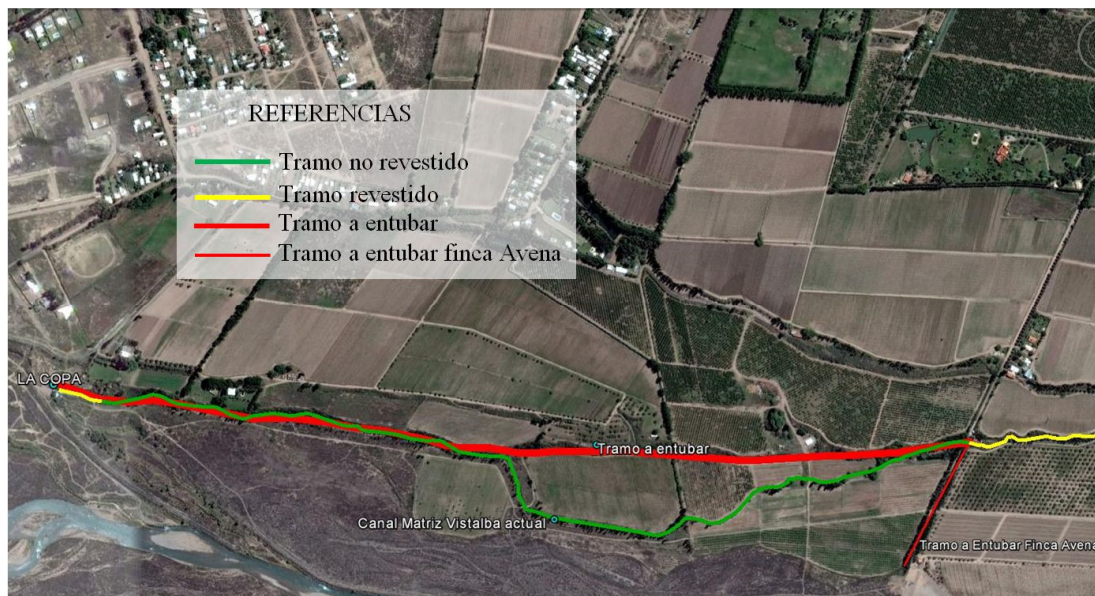 REFERENCIAS
Tramo no revestido
Tramo revestido
Tramo a entubar
Tramo a entubar finca Avena
LA COPA
Tramo a entubar
Canal Matriz Vistalba actual
Tramo a Entubar Finca Avena